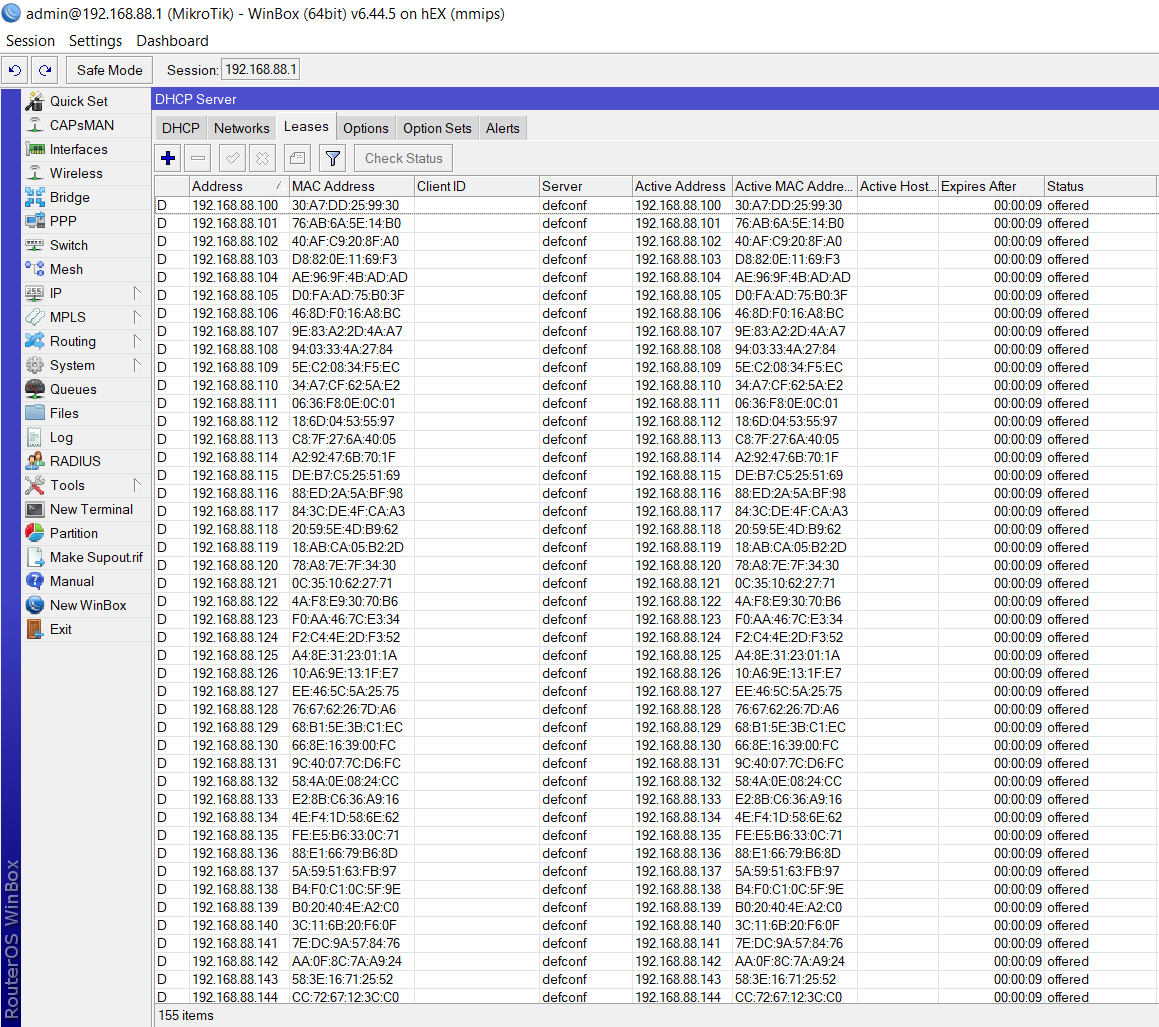 admin@192.168.88.1 (MikroTik) - WinBox (64bit) v6.44.5 on hEX (mmips)
Session Settings Dashboard
Safe Mode Session: 192.168.88.1
Quick Set
CAPsMAN
Interfaces
Wireless
Bridge
PPP
Switch
Mesh
IP
MPLS
Routing
System
Queues
Files
Log
RADIUS
Tools
New Terminal
Partition
Make Supout.rif
Manual
New WinBox
Exit
RouterOS WinBox
DHCP Server
DHCP Networks Leases Options Option Sets Alerts
Check Status
Address MAC Address Client ID Server Active Address Active MAC Addre... Active Host... Expires After Status
D 192.168.88.100 30:A7:DD:25:99:30 defconf 192.168.88.100 30:A7:DD:25:99:30 00:00:09 offered
D 192.168.88.101 76:AB:6A:5E:14:B0 defconf 192.168.88.101 76:AB:6A:5E:14:B0 00:00:09 offered
D 192.168.88.102 40:AF:C9:20:8F:A0 defconf 192.168.88.102 40:AF:C9:20:8F:A0 00:00:09 offered
D 192.168.88.103 D8:82:0E:11:69:F3 defconf 192.168.88.103 D8:82:0E:11:69:F3 00:00:09 offered
D 192.168.88.104 AE:96:9F:4B:AD:AD defconf 192.168.88.104 AE:96:9F:4B:AD:AD 00:00:09 offered
D 192.168.88.105 D0:FA:AD:75:B0:3F defconf 192.168.88.105 D0:FA:AD:75:B0:3F 00:00:09 offered
D 192.168.88.106 46:8D:F0:16:A8:BC defconf 192.168.88.106 46:8D:F0:16:A8:BC 00:00:09 offered
D 192.168.88.107 9E:83:A2:2D:4A:A7 defconf 192.168.88.107 9E:83:A2:2D:4A:A7 00:00:09 offered
D 192.168.88.108 94:03:33:4A:27:84 defconf 192.168.88.108 94:03:33:4A:27:84 00:00:09 offered
D 192.168.88.109 5E:C2:08:34:F5:EC defconf 192.168.88.109 5E:C2:08:34:F5:EC 00:00:09 offered
D 192.168.88.110 34:A7:CF:62:5A:E2 defconf 192.168.88.110 34:A7:CF:62:5A:E2 00:00:09 offered
D 192.168.88.111 06:36:F8:0E:0C:01 defconf 192.168.88.111 06:36:F8:0E:0C:01 00:00:09 offered
D 192.168.88.112 18:6D:04:53:55:97 defconf 192.168.88.112 18:6D:04:53:55:97 00:00:09 offered
D 192.168.88.113 C8:7F:27:6A:40:05 defconf 192.168.88.113 C8:7F:27:6A:40:05 00:00:09 offered
D 192.168.88.114 A2:92:47:6B:70:1F defconf 192.168.88.114 A2:92:47:6B:70:1F 00:00:09 offered
D 192.168.88.115 DE:B7:C5:25:51:69 defconf 192.168.88.115 DE:B7:C5:25:51:69 00:00:09 offered
D 192.168.88.116 88:ED:2A:5A:BF:98 defconf 192.168.88.116 88:ED:2A:5A:BF:98 00:00:09 offered
D 192.168.88.117 84:3C:DE:4F:CA:A3 defconf 192.168.88.117 84:3C:DE:4F:CA:A3 00:00:09 offered
D 192.168.88.118 20:59:5E:4D:B9:62 defconf 192.168.88.118 20:59:5E:4D:B9:62 00:00:09 offered
D 192.168.88.119 18:AB:CA:05:B2:2D defconf 192.168.88.119 18:AB:CA:05:B2:2D 00:00:09 offered
D 192.168.88.120 78:A8:7E:7F:34:30 defconf 192.168.88.120 78:A8:7E:7F:34:30 00:00:09 offered
D 192.168.88.121 0C:35:10:62:27:71 defconf 192.168.88.121 0C:35:10:62:27:71 00:00:09 offered
D 192.168.88.122 4A:F8:E9:30:70:B6 defconf 192.168.88.122 4A:F8:E9:30:70:B6 00:00:09 offered
D 192.168.88.123 F0:AA:46:7C:E3:34 defconf 192.168.88.123 F0:AA:46:7C:E3:34 00:00:09 offered
D 192.168.88.124 F2:C4:4E:2D:F3:52 defconf 192.168.88.124 F2:C4:4E:2D:F3:52 00:00:09 offered
D 192.168.88.125 A4:8E:31:23:01:1A defconf 192.168.88.125 A4:8E:31:23:01:1A 00:00:09 offered
D 192.168.88.126 10:A6:9E:13:1F:E7 defconf 192.168.88.126 10:A6:9E:13:1F:E7 00:00:09 offered
D 192.168.88.127 EE:46:5C:5A:25:75 defconf 192.168.88.127 EE:46:5C:5A:25:75 00:00:09 offered
D 192.168.88.128 76:67:62:26:7D:A6 defconf 192.168.88.128 76:67:62:26:7D:A6 00:00:09 offered
D 192.168.88.129 68:B1:5E:3B:C1:EC defconf 192.168.88.129 68:B1:5E:3B:C1:EC 00:00:09 offered
D 192.168.88.130 66:8E:16:39:00:FC defconf 192.168.88.130 66:8E:16:39:00:FC 00:00:09 offered
D 192.168.88.131 9C:40:07:7C:D6:FC defconf 192.168.88.131 9C:40:07:7C:D6:FC 00:00:09 offered
D 192.168.88.132 58:4A:0E:08:24:CC defconf 192.168.88.132 58:4A:0E:08:24:CC 00:00:09 offered
D 192.168.88.133 E2:8B:C6:36:A9:16 defconf 192.168.88.133 E2:8B:C6:36:A9:16 00:00:09 offered
D 192.168.88.134 4E:F4:1D:58:6E:62 defconf 192.168.88.134 4E:F4:1D:58:6E:62 00:00:09 offered
D 192.168.88.135 FE:E5:B6:33:0C:71 defconf 192.168.88.135 FE:E5:B6:33:0C:71 00:00:09 offered
D 192.168.88.136 88:E1:66:79:B6:8D defconf 192.168.88.136 88:E1:66:79:B6:8D 00:00:09 offered
D 192.168.88.137 5A:59:51:63:FB:97 defconf 192.168.88.137 5A:59:51:63:FB:97 00:00:09 offered
D 192.168.88.138 B4:F0:C1:0C:5F:9E defconf 192.168.88.138 B4:F0:C1:0C:5F:9E 00:00:09 offered
D 192.168.88.139 B0:20:40:4E:A2:C0 defconf 192.168.88.139 B0:20:40:4E:A2:C0 00:00:09 offered
D 192.168.88.140 3C:11:6B:20:F6:0F defconf 192.168.88.140 3C:11:6B:20:F6:0F 00:00:09 offered
D 192.168.88.141 7E:DC:9A:57:84:76 defconf 192.168.88.141 7E:DC:9A:57:84:76 00:00:09 offered
D 192.168.88.142 AA:0F:8C:7A:A9:24 defconf 192.168.88.142 AA:0F:8C:7A:A9:24 00:00:09 offered
D 192.168.88.143 58:3E:16:71:25:52 defconf 192.168.88.143 58:3E:16:71:25:52 00:00:09 offered
D 192.168.88.144 CC:72:67:12:3C:C0 defconf 192.168.88.144 CC:72:67:12:3C:C0 00:00:09 offered
155 items